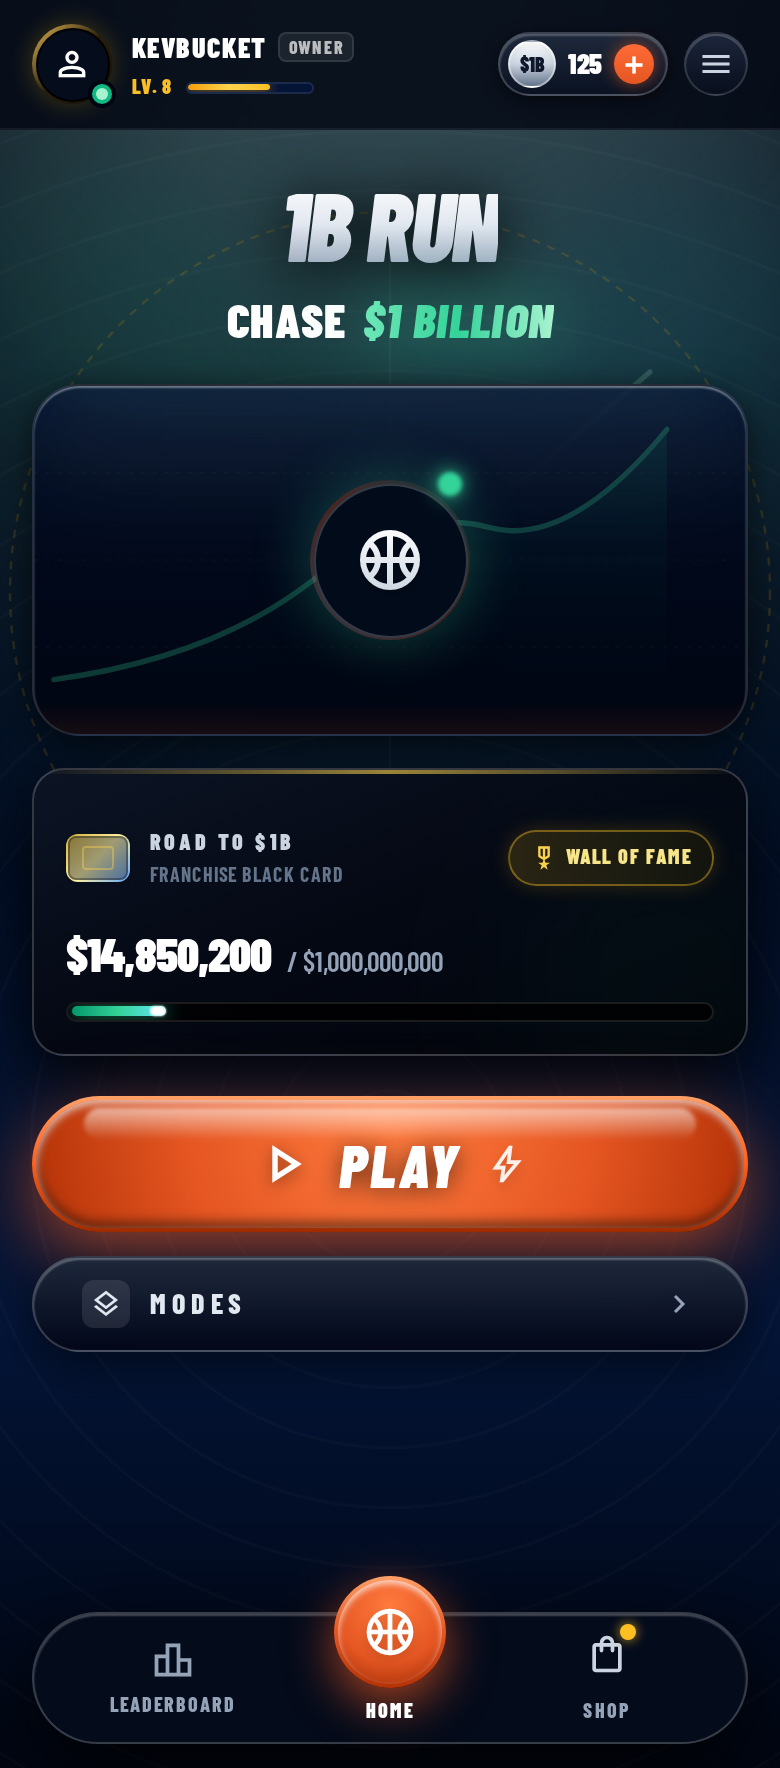 KEVBUCKET OWNER
LV. 8
$1B 125
1B RUN
CHASE $1 BILLION
ROAD TO $1B
FRANCHISE BLACK CARD
WALL OF FAME
$14,850,200 / $1,000,000,000
PLAY
MODES
LEADERBOARD
HOME
SHOP